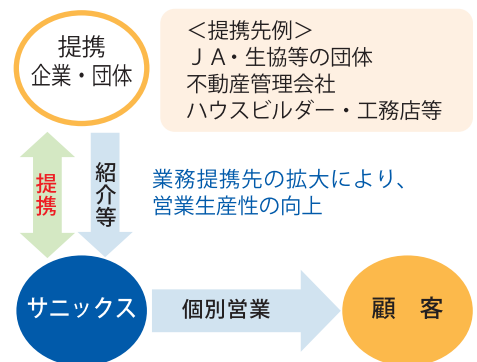 提携
企業・団体
＜提携先例＞
ＪＡ・生協等の団体
不動産管理会社
ハウスビルダー・工務店等
提携
紹介等
業務提携先の拡大により、
営業生産性の向上
サニックス
個別営業
顧　客